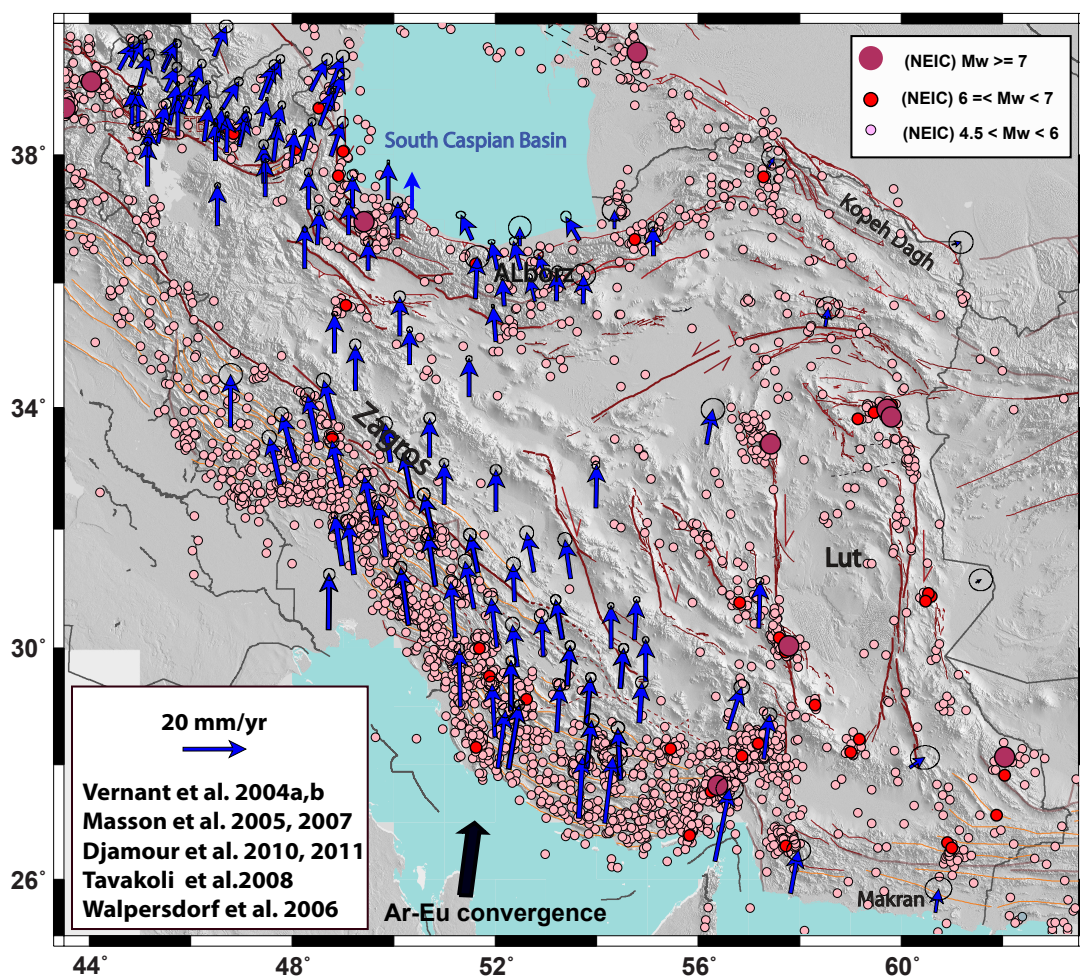 (NEIC) Mw >= 7
(NEIC) 6 =< Mw < 7
(NEIC) 4.5 < Mw < 6
South Caspian Basin
38°
Kopeh Dagh
ALborz
34°
Zagros
Lut
30°
20 mm/yr
Vernant et al. 2004a,b
Masson et al. 2005, 2007
Djamour et al. 2010, 2011
Tavakoli et al.2008
Walpersdorf et al. 2006
26°
Makran
Ar-Eu convergence
44°
48°
52°
56°
60°